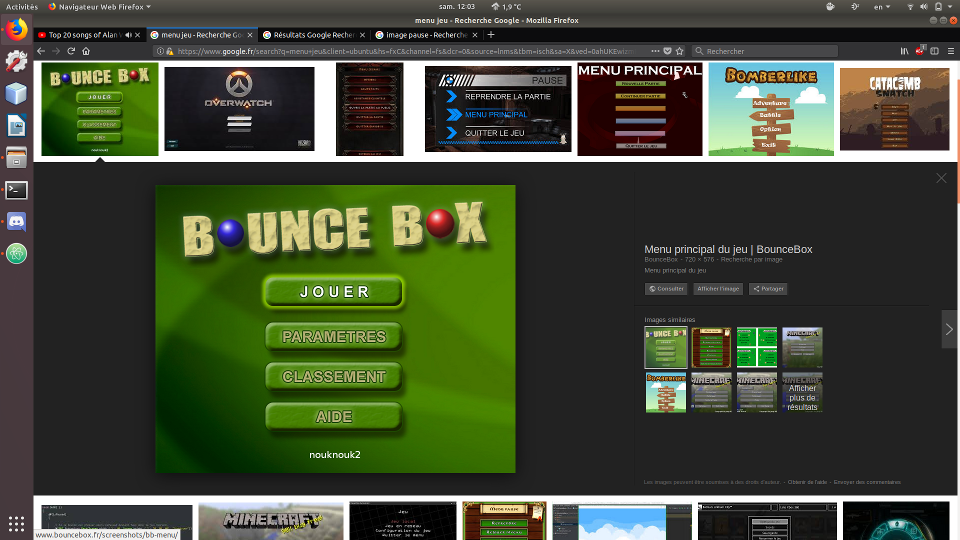 Activités
Navigateur Web Firefox
sam. 12:03
1,9 °C
en
menu jeu - Recherche Google - Mozilla Firefox
Top 20 songs of Alan W
menu jeu - Recherche Go
Résultats Google Recherc
image pause - Recherche
https://www.google.fr/search?q=menu+jeu&client=ubuntu&hs=fxC&channel=fs&dcr=0&source=lnms&tbm=isch&sa=X&ved=0ahUKEwi
Rechercher
BOUNCE BOX
JOUER
OVERWATCH
PAUSE
REPRENDRE LA PARTIE
MENU PRINCIPAL
QUITTER LE JEU
MENU PRINCIPAL
BOMBERLIKE
Adventure
Battle
Option
Exit
CATACOMB
SNATCH
BOUNCE BOX
JOUER
PARAMETRES
CLASSEMENT
AIDE
nouknouk2
Menu principal du jeu | BounceBox
BounceBox - 720 × 576 - Recherche par image
Menu principal du jeu
Consulter
Afficher l'image
Partager
Images similaires
Afficher
plus de
résultats
Les images peuvent être soumises à des droits d'auteur.
Obtenir de l'aide
Envoyer des commentaires
MINECRAFT
Jeu
Jeu local
Jeu en reseau
Configuration du jeu
Quitter le menu
www.bouncebox.fr/screenshots/bb-menu/